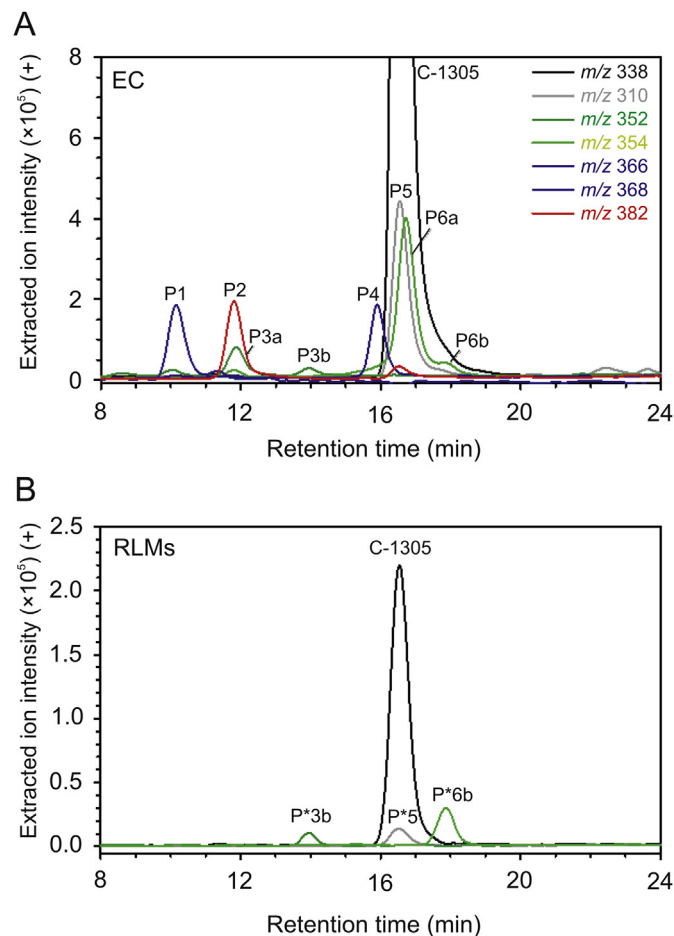 A
EC
C-1305
m/z 338
m/z 310
m/z 352
m/z 354
m/z 366
m/z 368
m/z 382
P1
P2
P3a
P3b
P4
P5
P6a
P6b
Extracted ion intensity (×10⁵) (+)
8
6
4
2
0
8 12 16 20 24
Retention time (min)
B
RLMs
C-1305
P*3b
P*5
P*6b
Extracted ion intensity (×10⁵) (+)
2.5
2.0
1.5
1.0
0.5
0.0
8 12 16 20 24
Retention time (min)